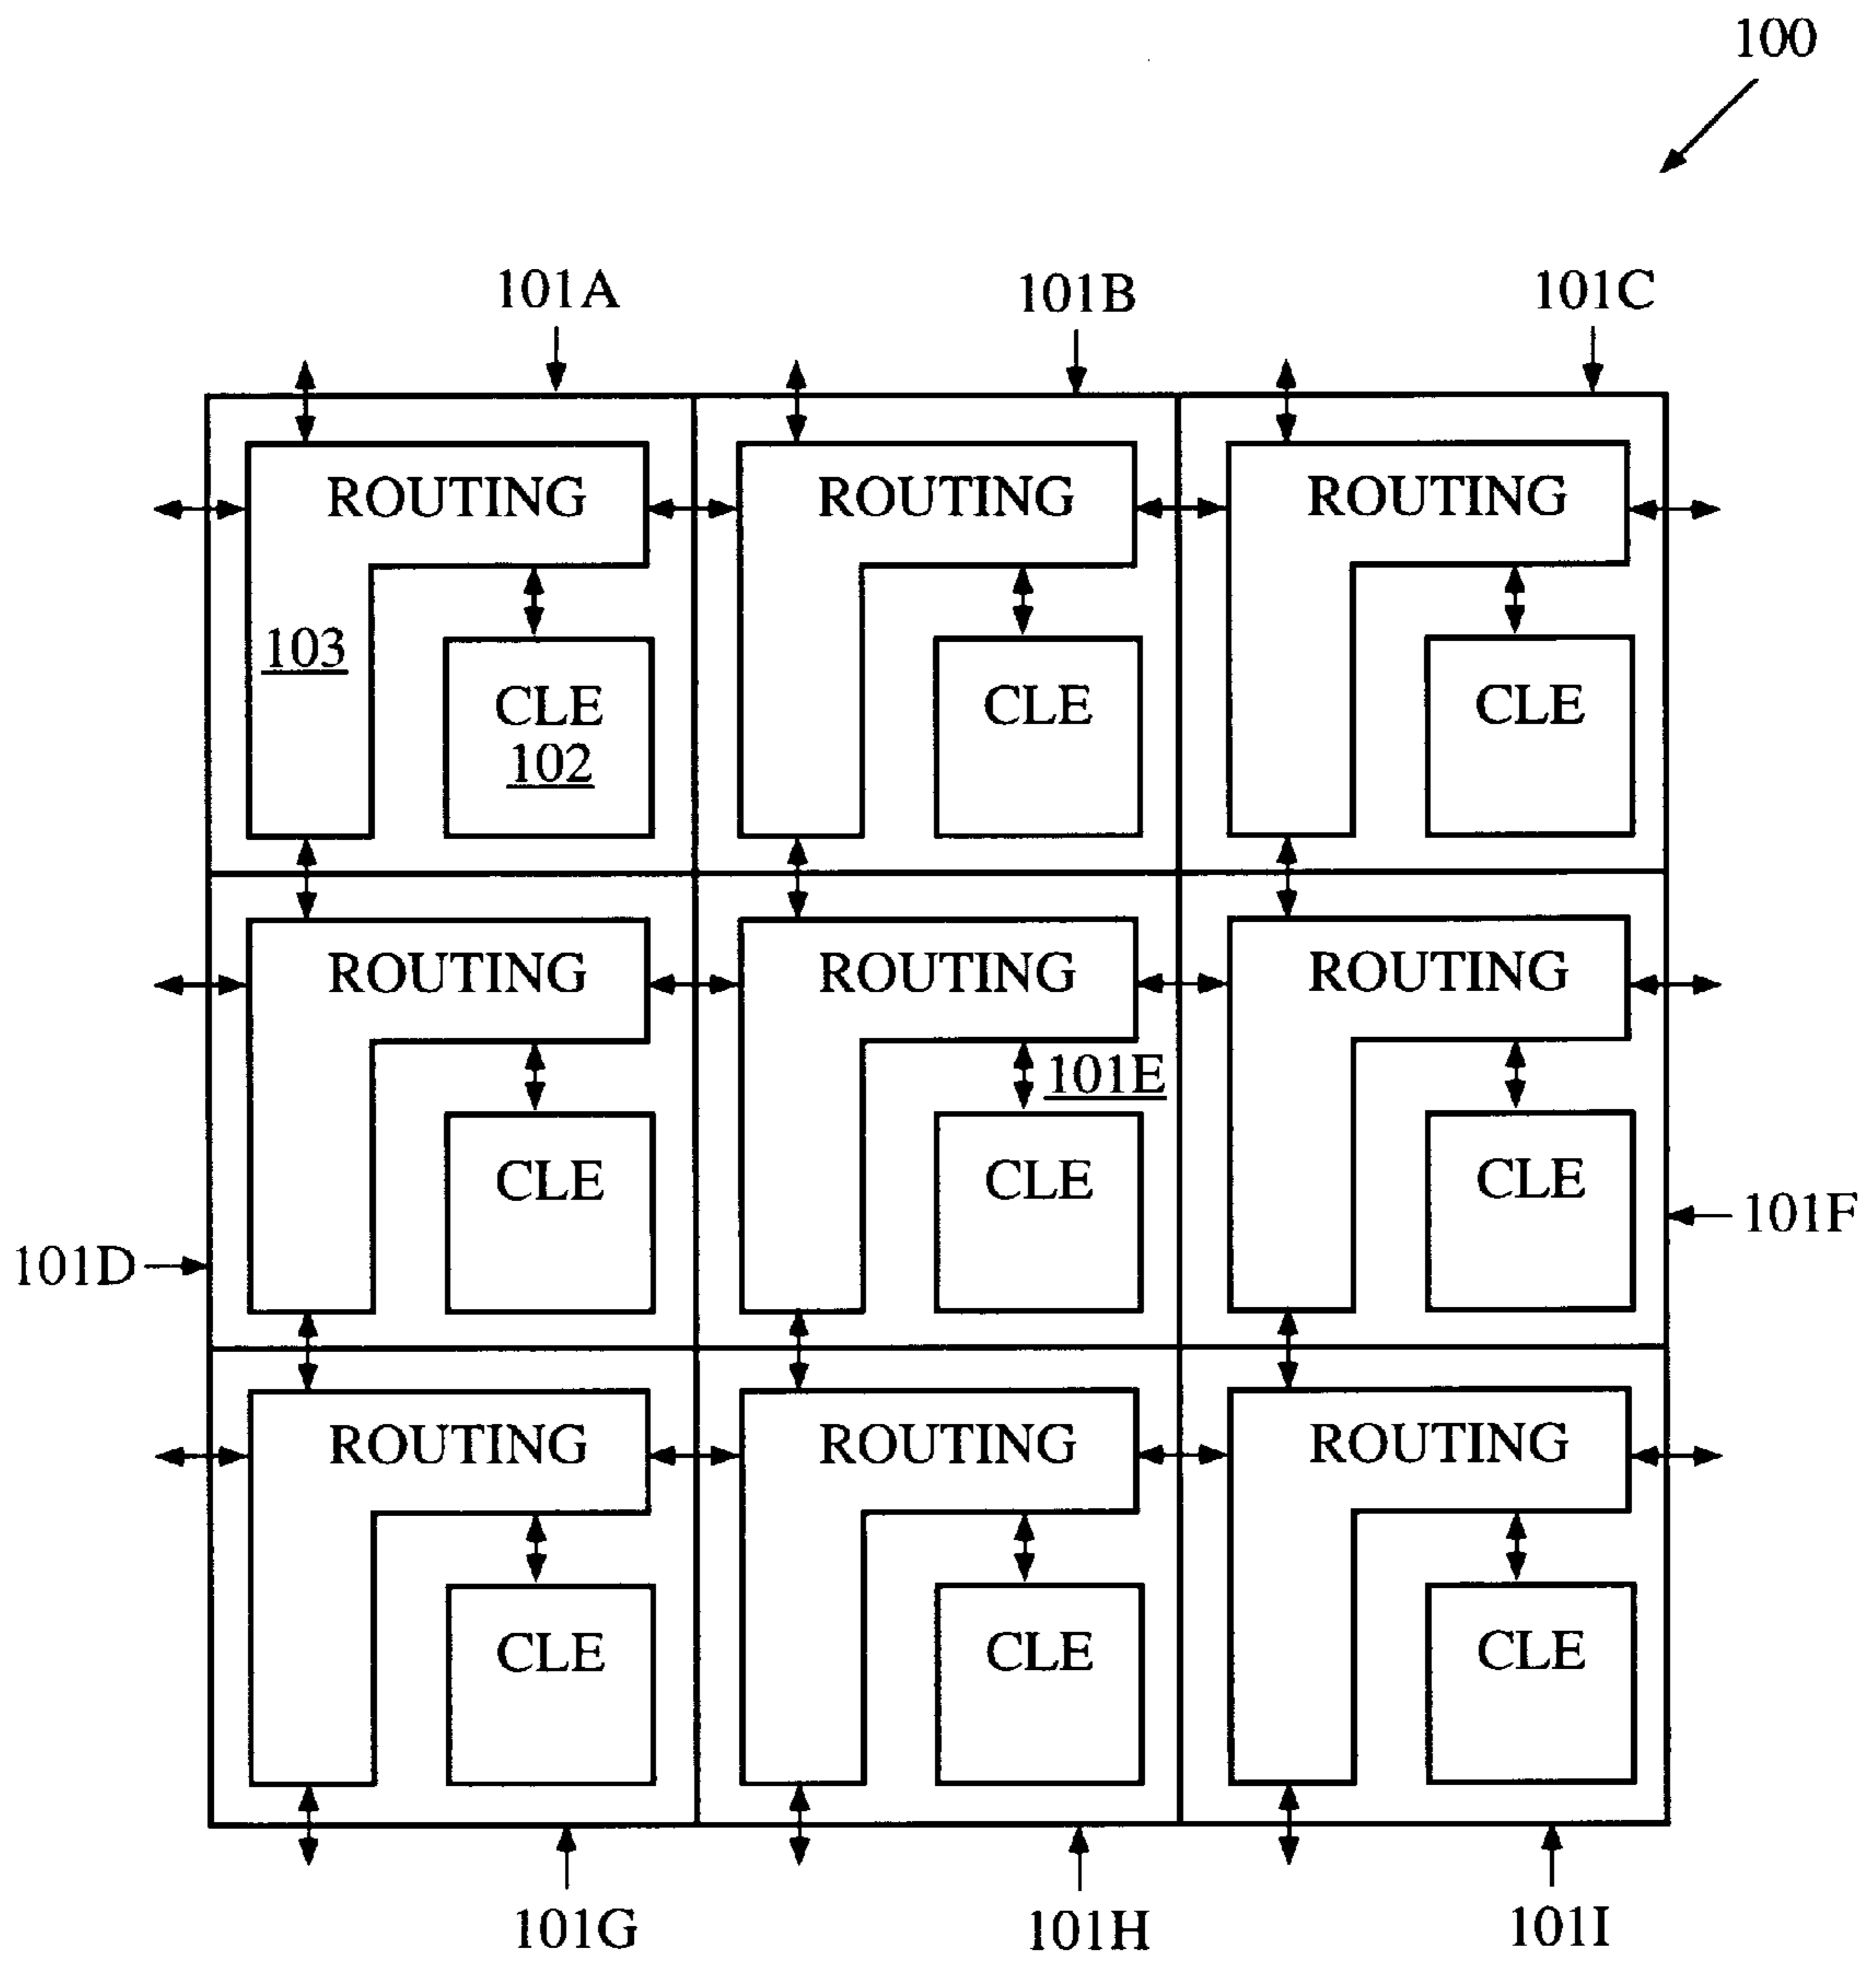 100
101A 101B 101C
ROUTING ROUTING ROUTING
103
CLE CLE CLE
102
ROUTING ROUTING ROUTING
101E
CLE CLE CLE
101F
101D
ROUTING ROUTING ROUTING
CLE CLE CLE
101G 101H 101I